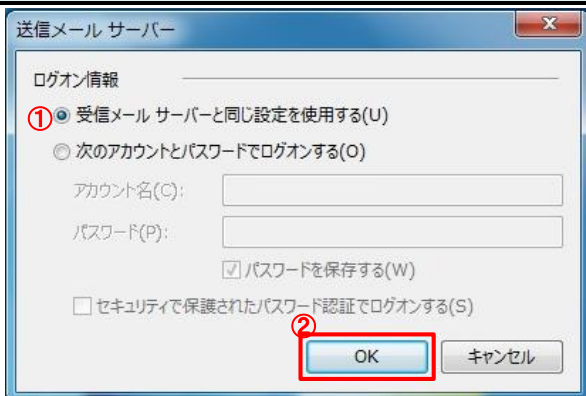 送信メール サーバー
ログオン情報
① 受信メール サーバーと同じ設定を使用する(U)
次のアカウントとパスワードでログオンする(O)
アカウント名(C):
パスワード(P):
パスワードを保存する(W)
セキュリティで保護されたパスワード認証でログオンする(S)
②
OK キャンセル